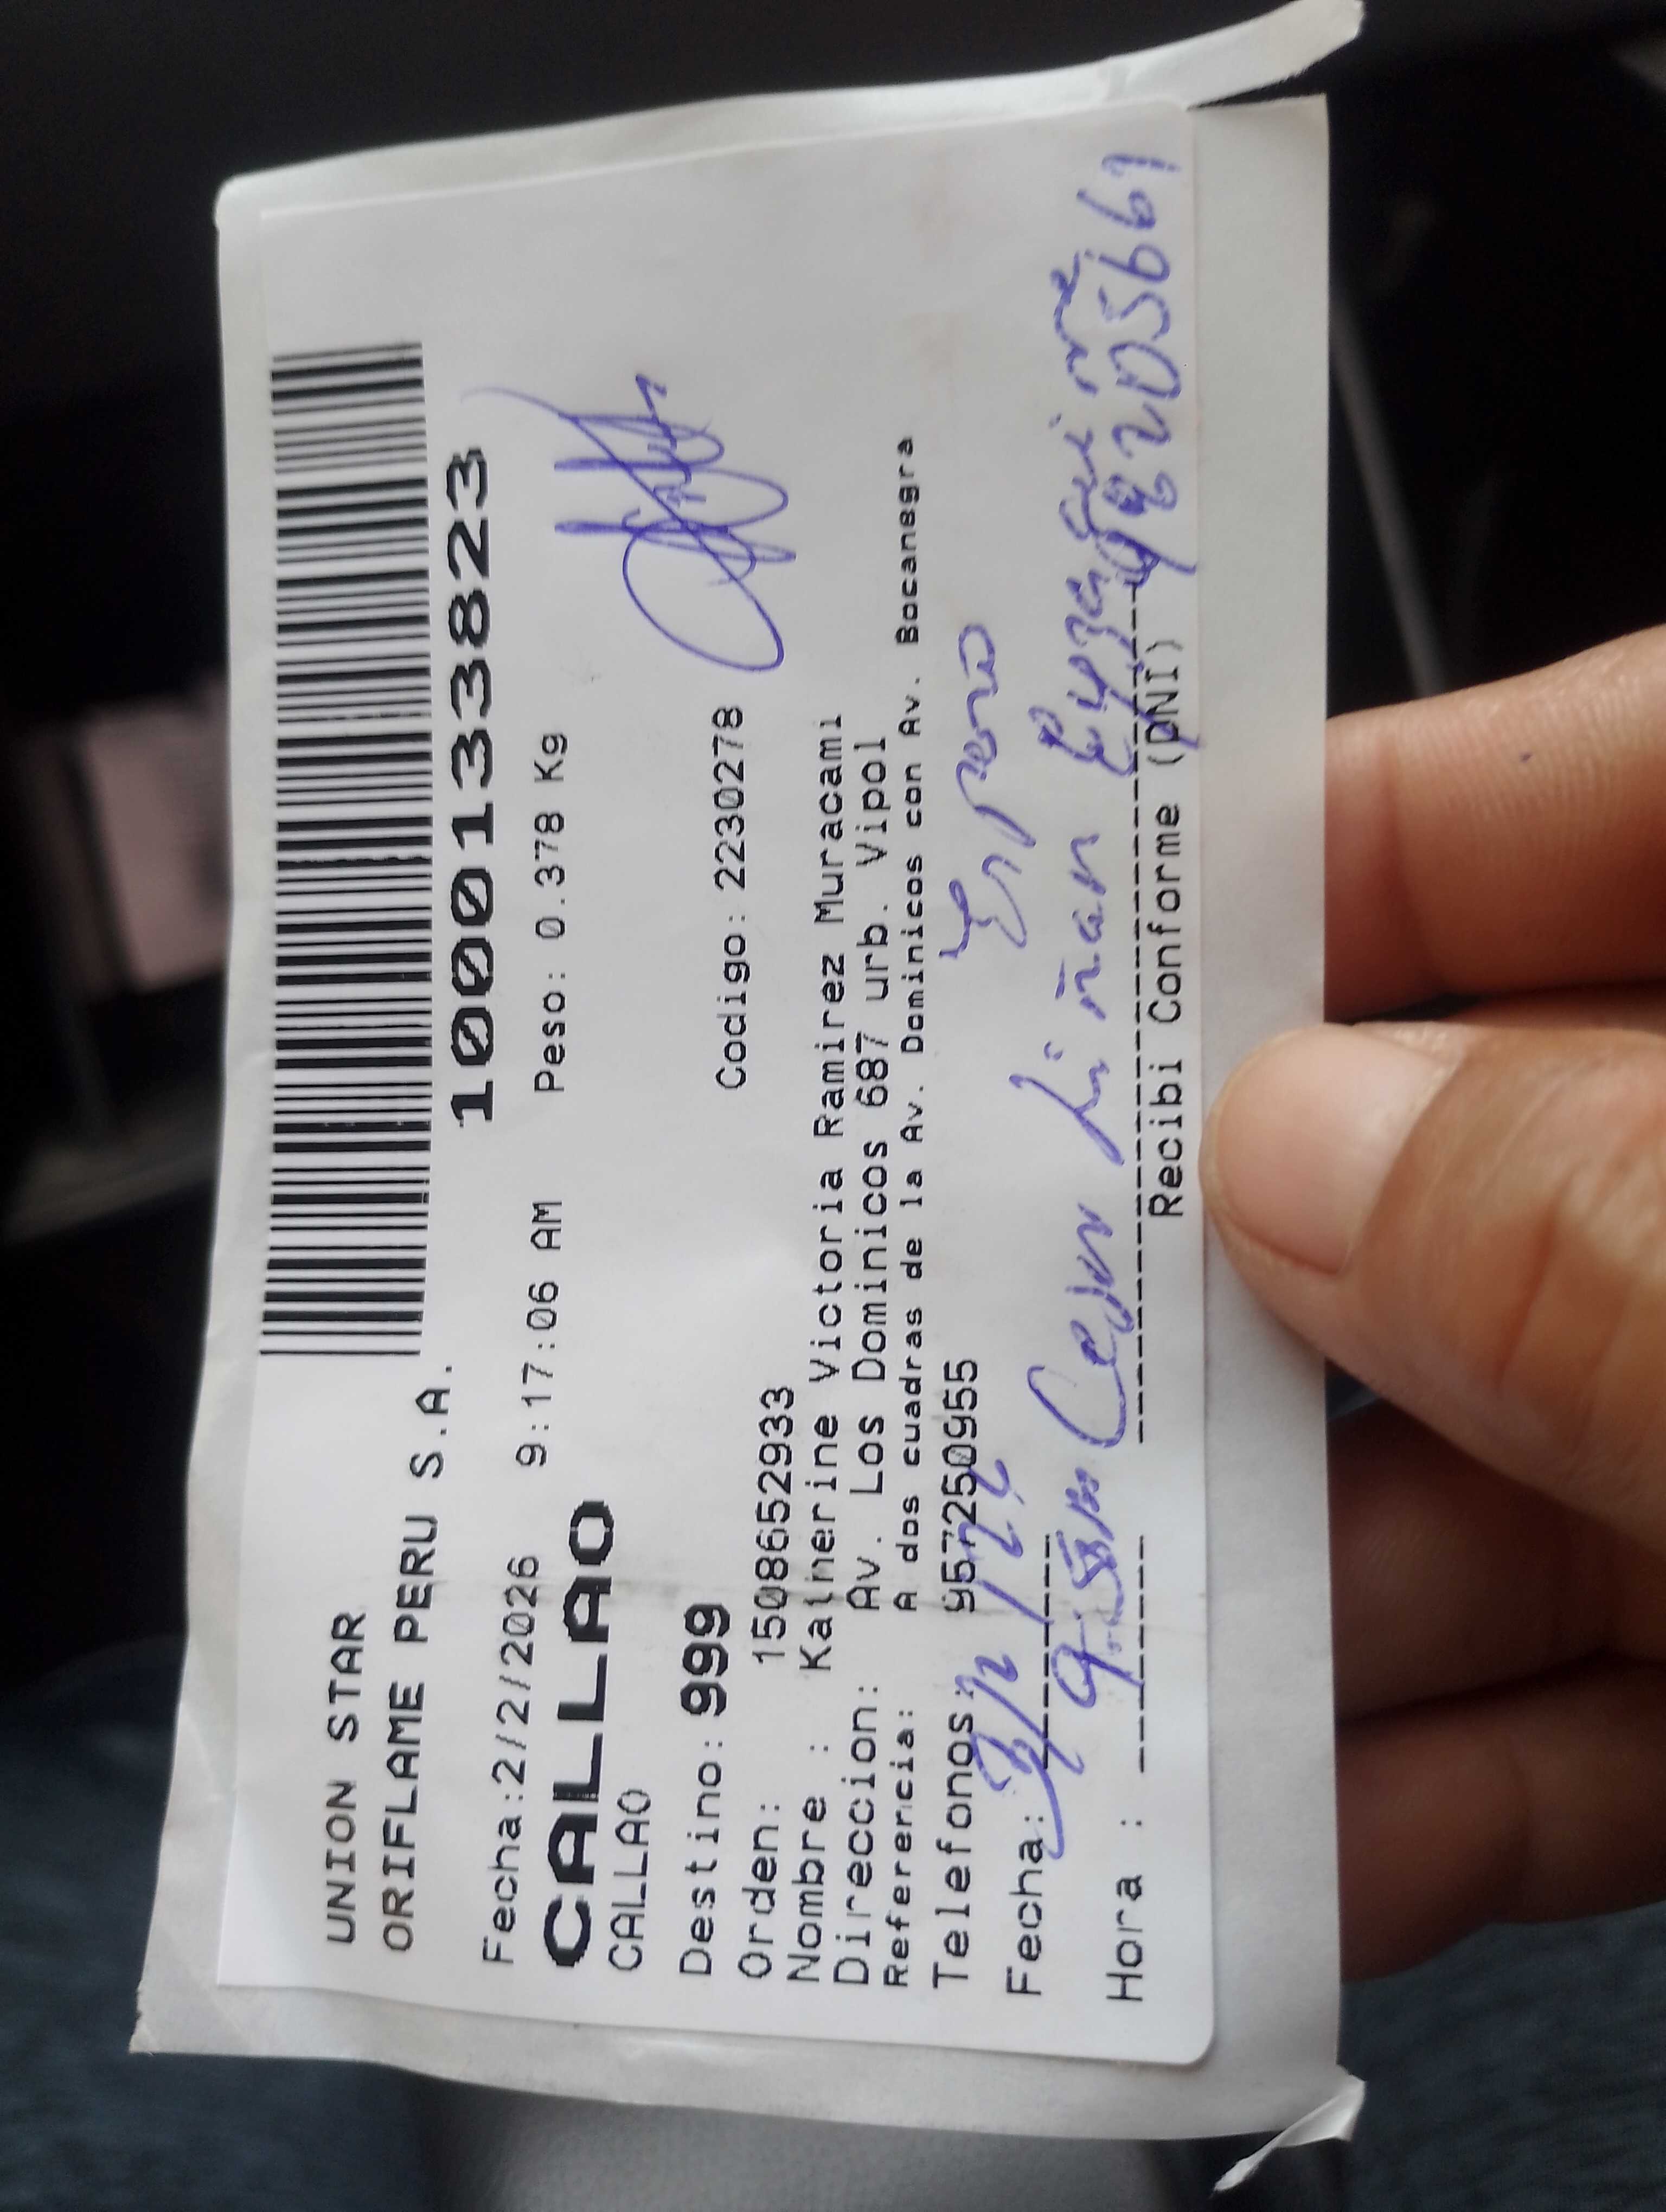 UNION STAR
ORIFLAME PERU S.A.
1000133823
Fecha:2/2/2026 9:17:06 AM Peso: 0.378 Kg
CALLAO
CALLAO
Destino: 999 Codigo: 2230278
Orden: 1508652933
Nombre : Katherine Victoria Ramirez Muracami
Direccion: Av. Los Dominicos 687 urb. Vipol
Referencia: A dos cuadras de la Av. Dominicos con Av. Bocanegra
Telefonos: 957250955
Fecha:
Hora :
Recibi Conforme (DNI)